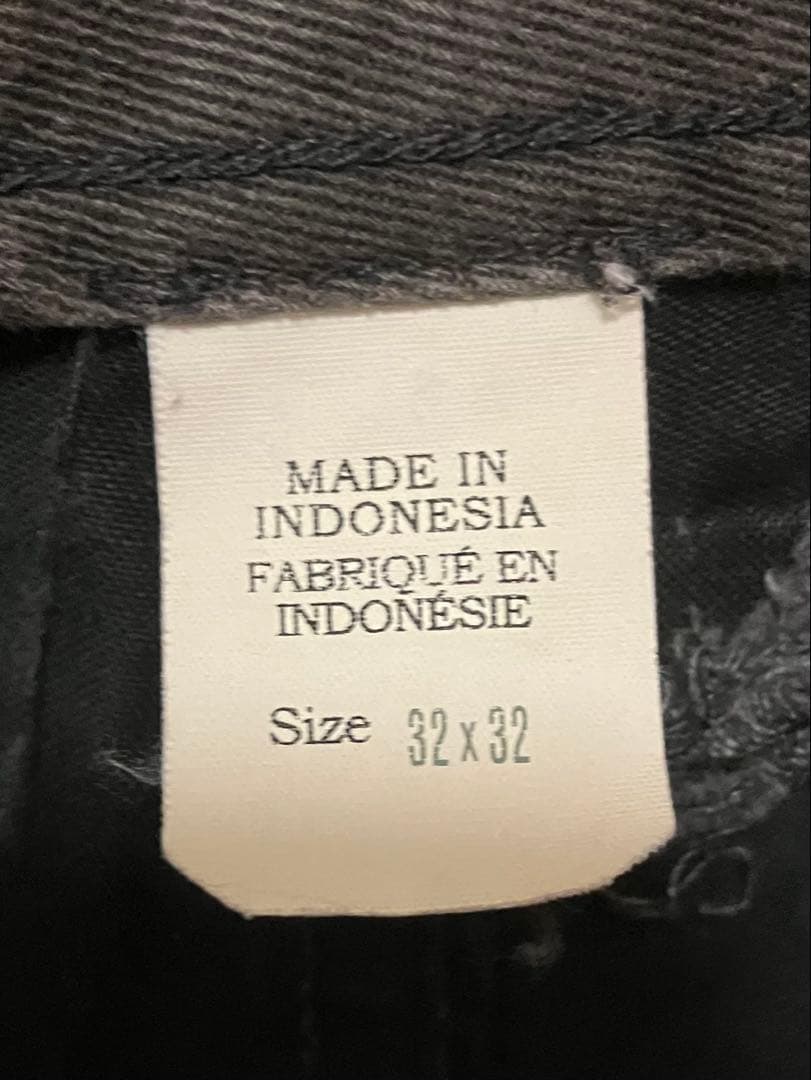 MADE IN
INDONESIA
FABRIQUÉ EN
INDONÉSIE
Size 32 x 32